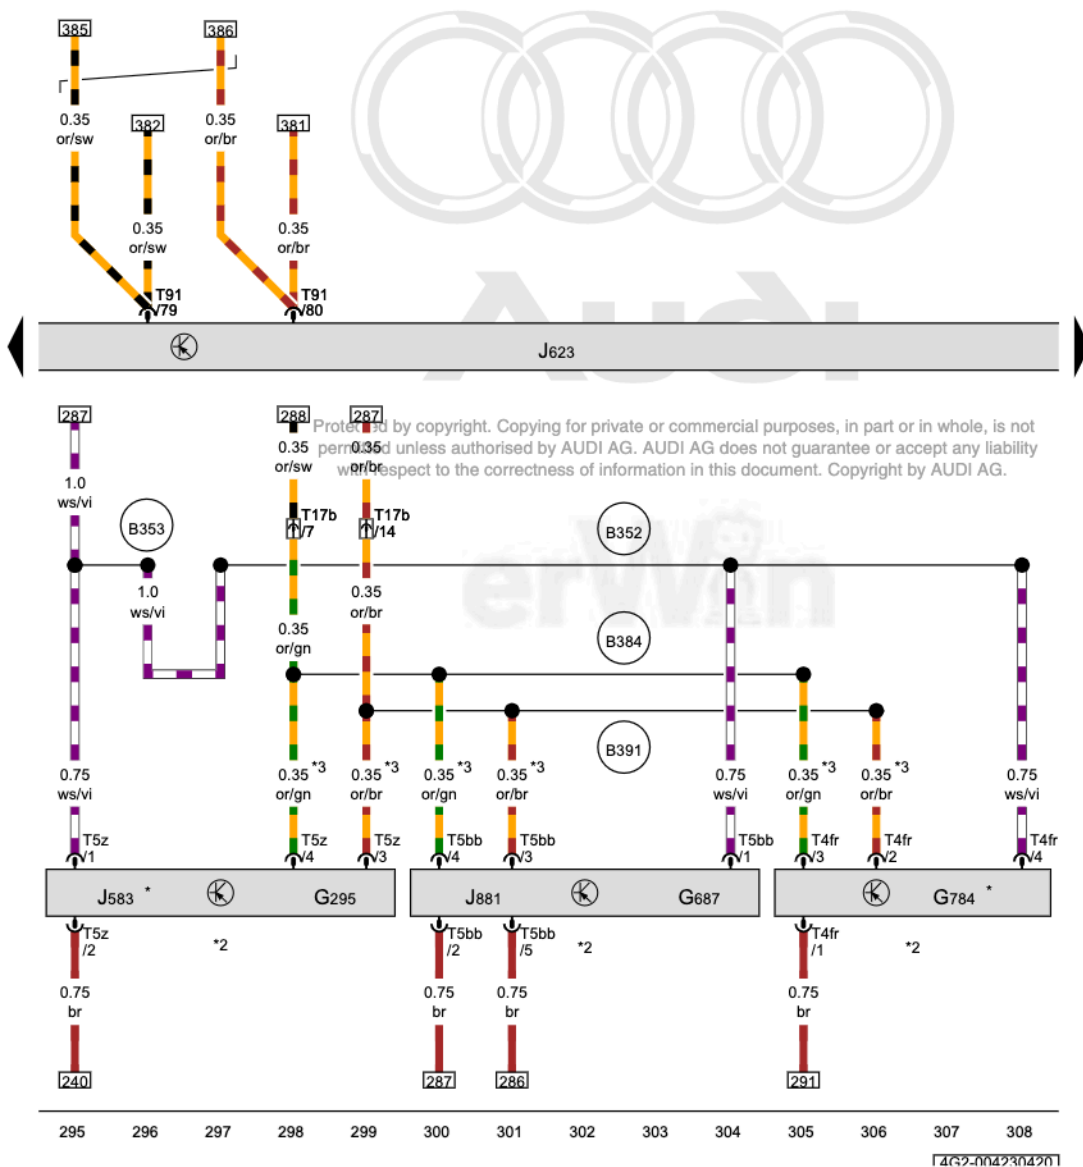 385 386
0.35 382 0.35 381
or/sw or/br
0.35 0.35
or/sw or/br
T91 T91
/79 /80
J623
Audi
287 288 287
Protected by copyright. Copying for private or commercial purposes, in part or in whole, is not
permitted unless authorised by AUDI AG. AUDI AG does not guarantee or accept any liability
with respect to the correctness of information in this document. Copyright by AUDI AG.
0.35 0.35
or/sw or/br
1.0
ws/vi
T17b T17b
B353 /7 /14 B352
erWin
1.0 0.35
ws/vi or/br
0.35
or/gn B384
B391
0.75 0.35 *3 0.35 *3 0.35 *3 0.35 *3 0.75 0.35 *3 0.35 *3 0.75
ws/vi or/gn or/br or/gn or/br ws/vi or/gn or/br ws/vi
T5z T5z T5z T5bb T5bb T5bb T4fr T4fr T4fr
/1 /4 /3 /4 /3 /1 /3 /2 /4
J583 * G295 J881 G687 G784 *
T5z T5bb T5bb T4fr
/2 *2 /2 /5 *2 /1 *2
0.75 0.75 0.75 0.75
br br br br
240 287 286 291
295 296 297 298 299 300 301 302 303 304 305 306 307 308
4G2-004230420